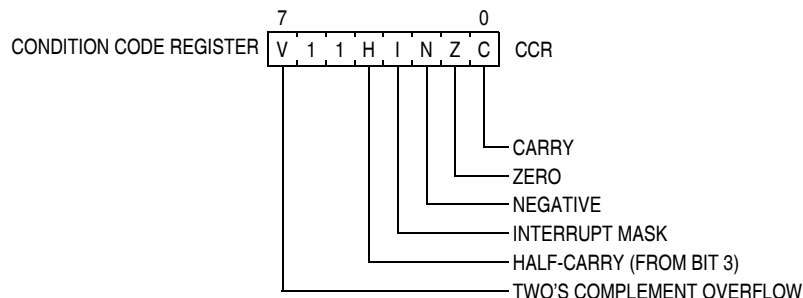 7 0
CONDITION CODE REGISTER V 1 1 H I N Z C CCR
CARRY
ZERO
NEGATIVE
INTERRUPT MASK
HALF-CARRY (FROM BIT 3)
TWO'S COMPLEMENT OVERFLOW